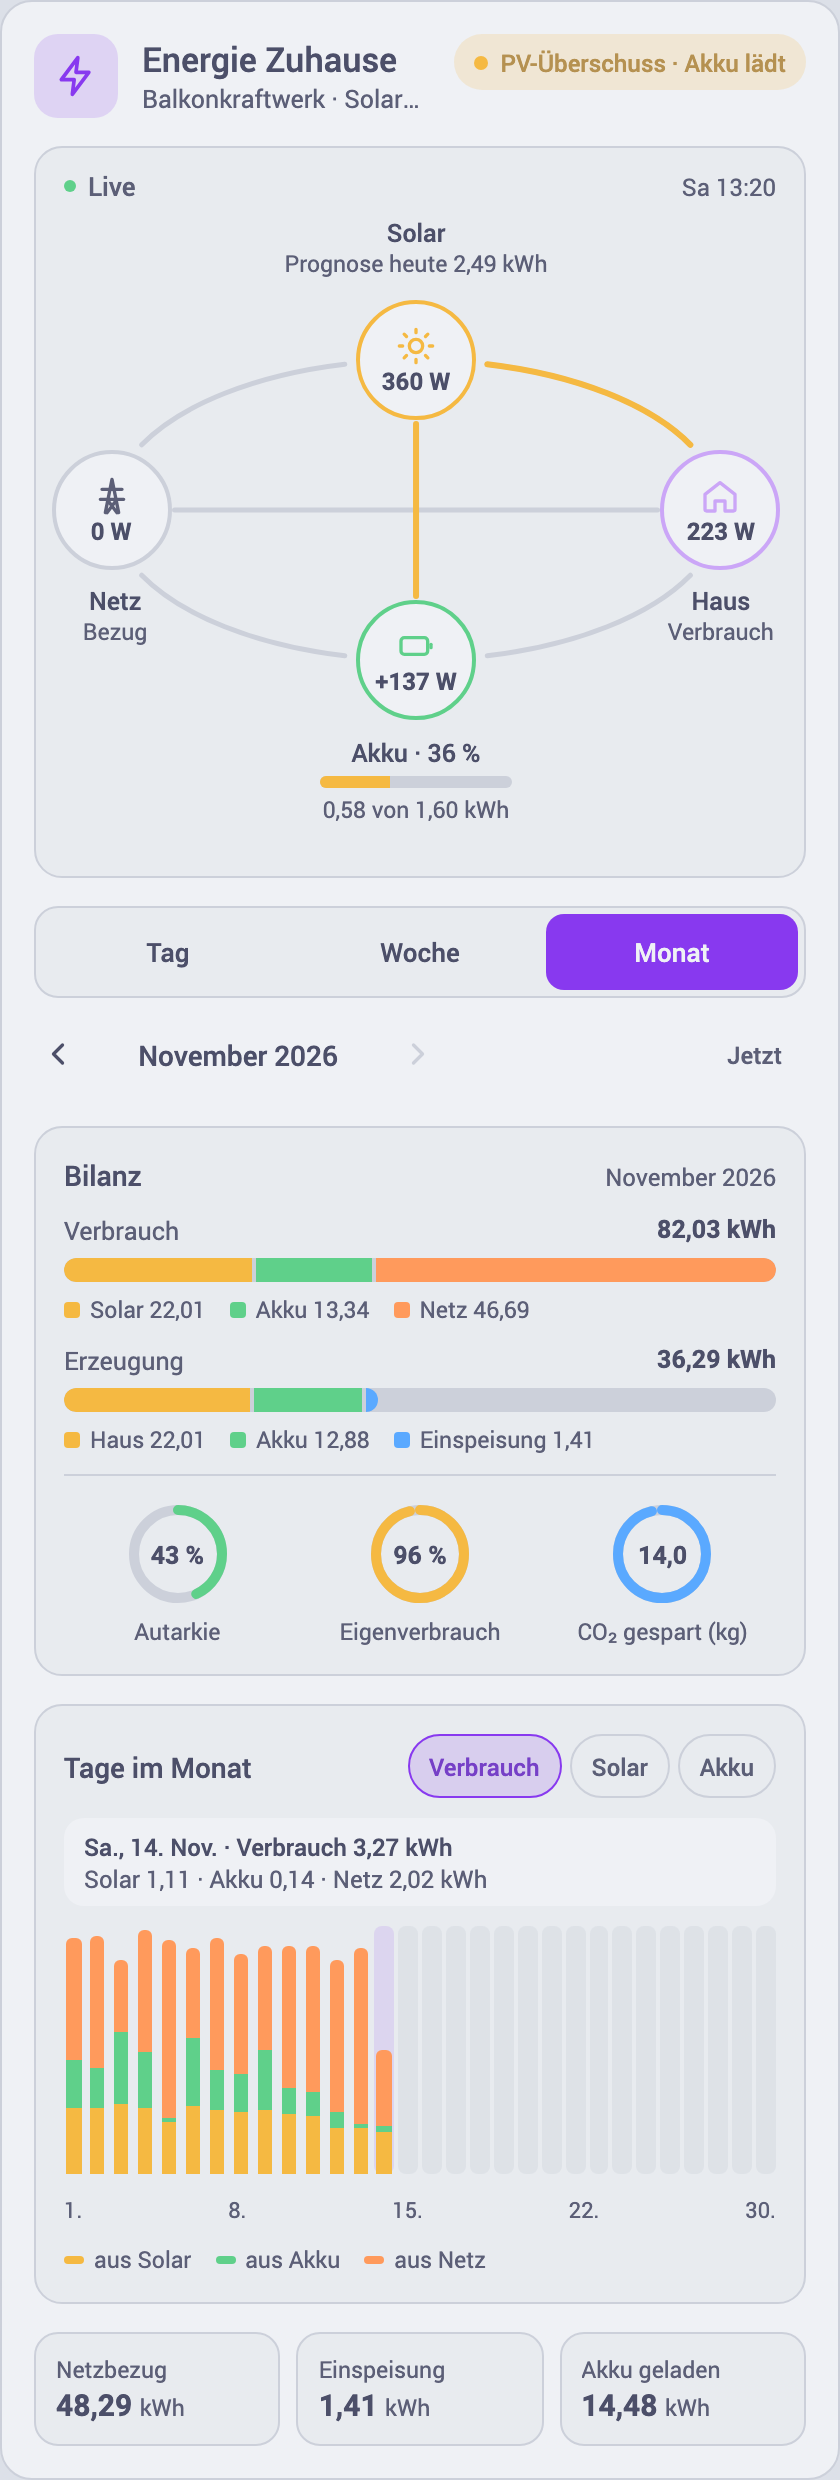 Energie Zuhause
Balkonkraftwerk · Solar...
PV-Überschuss · Akku lädt
Live
Sa 13:20
Solar
Prognose heute 2,49 kWh
360 W
0 W
223 W
Netz
Bezug
Haus
Verbrauch
+137 W
Akku · 36 %
0,58 von 1,60 kWh
Tag
Woche
Monat
November 2026
Jetzt
Bilanz
November 2026
Verbrauch
82,03 kWh
Solar 22,01
Akku 13,34
Netz 46,69
Erzeugung
36,29 kWh
Haus 22,01
Akku 12,88
Einspeisung 1,41
43 %
96 %
14,0
Autarkie
Eigenverbrauch
CO₂ gespart (kg)
Tage im Monat
Verbrauch
Solar
Akku
Sa., 14. Nov. · Verbrauch 3,27 kWh
Solar 1,11 · Akku 0,14 · Netz 2,02 kWh
1.
8.
15.
22.
30.
aus Solar
aus Akku
aus Netz
Netzbezug
48,29 kWh
Einspeisung
1,41 kWh
Akku geladen
14,48 kWh